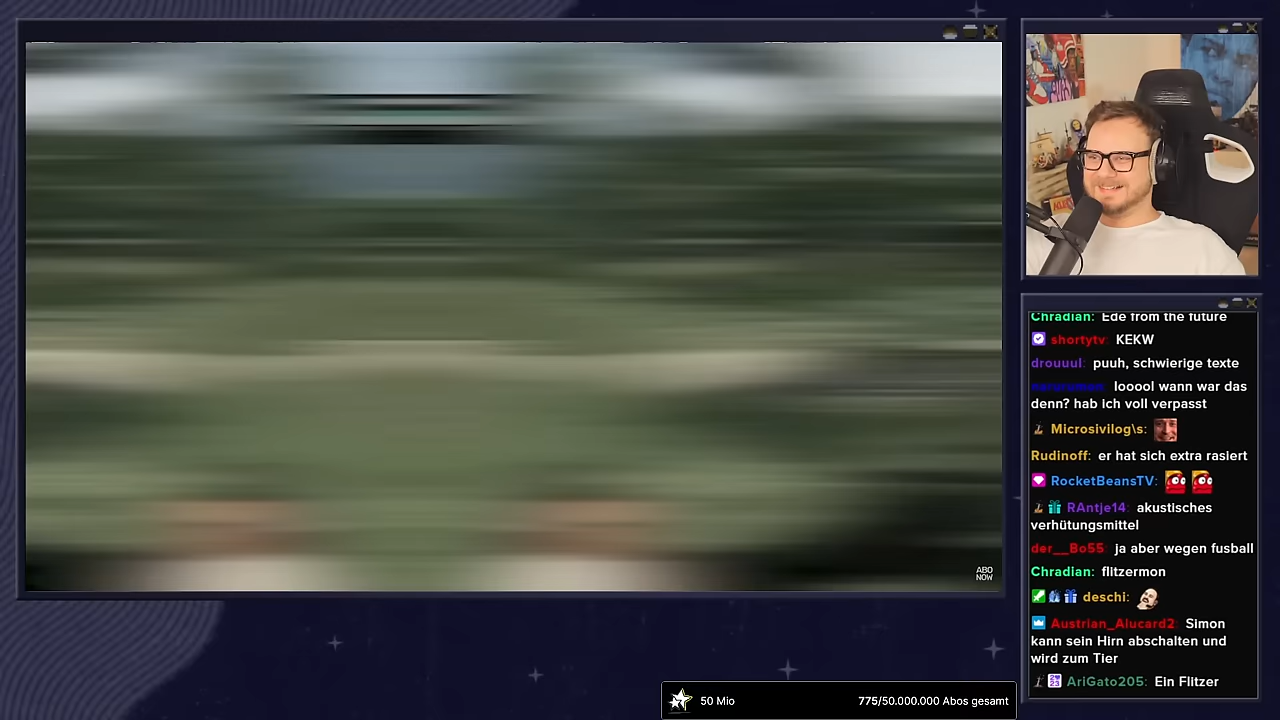 ABO
NOW
Chradian: Ede from the future
shortytv: KEKW
drouuul: puuh, schwierige texte
looool wann war das
denn? hab ich voll verpasst
Microsivilog\s:
Rudinoff: er hat sich extra rasiert
RocketBeansTV:
RAntje14: akustisches
verhütungsmittel
der__Bo55: ja aber wegen fusball
Chradian: flitzermon
deschi:
Austrian_Alucard2: Simon
kann sein Hirn abschalten und
wird zum Tier
AriGato205: Ein Flitzer
50 Mio
775/50.000.000 Abos gesamt